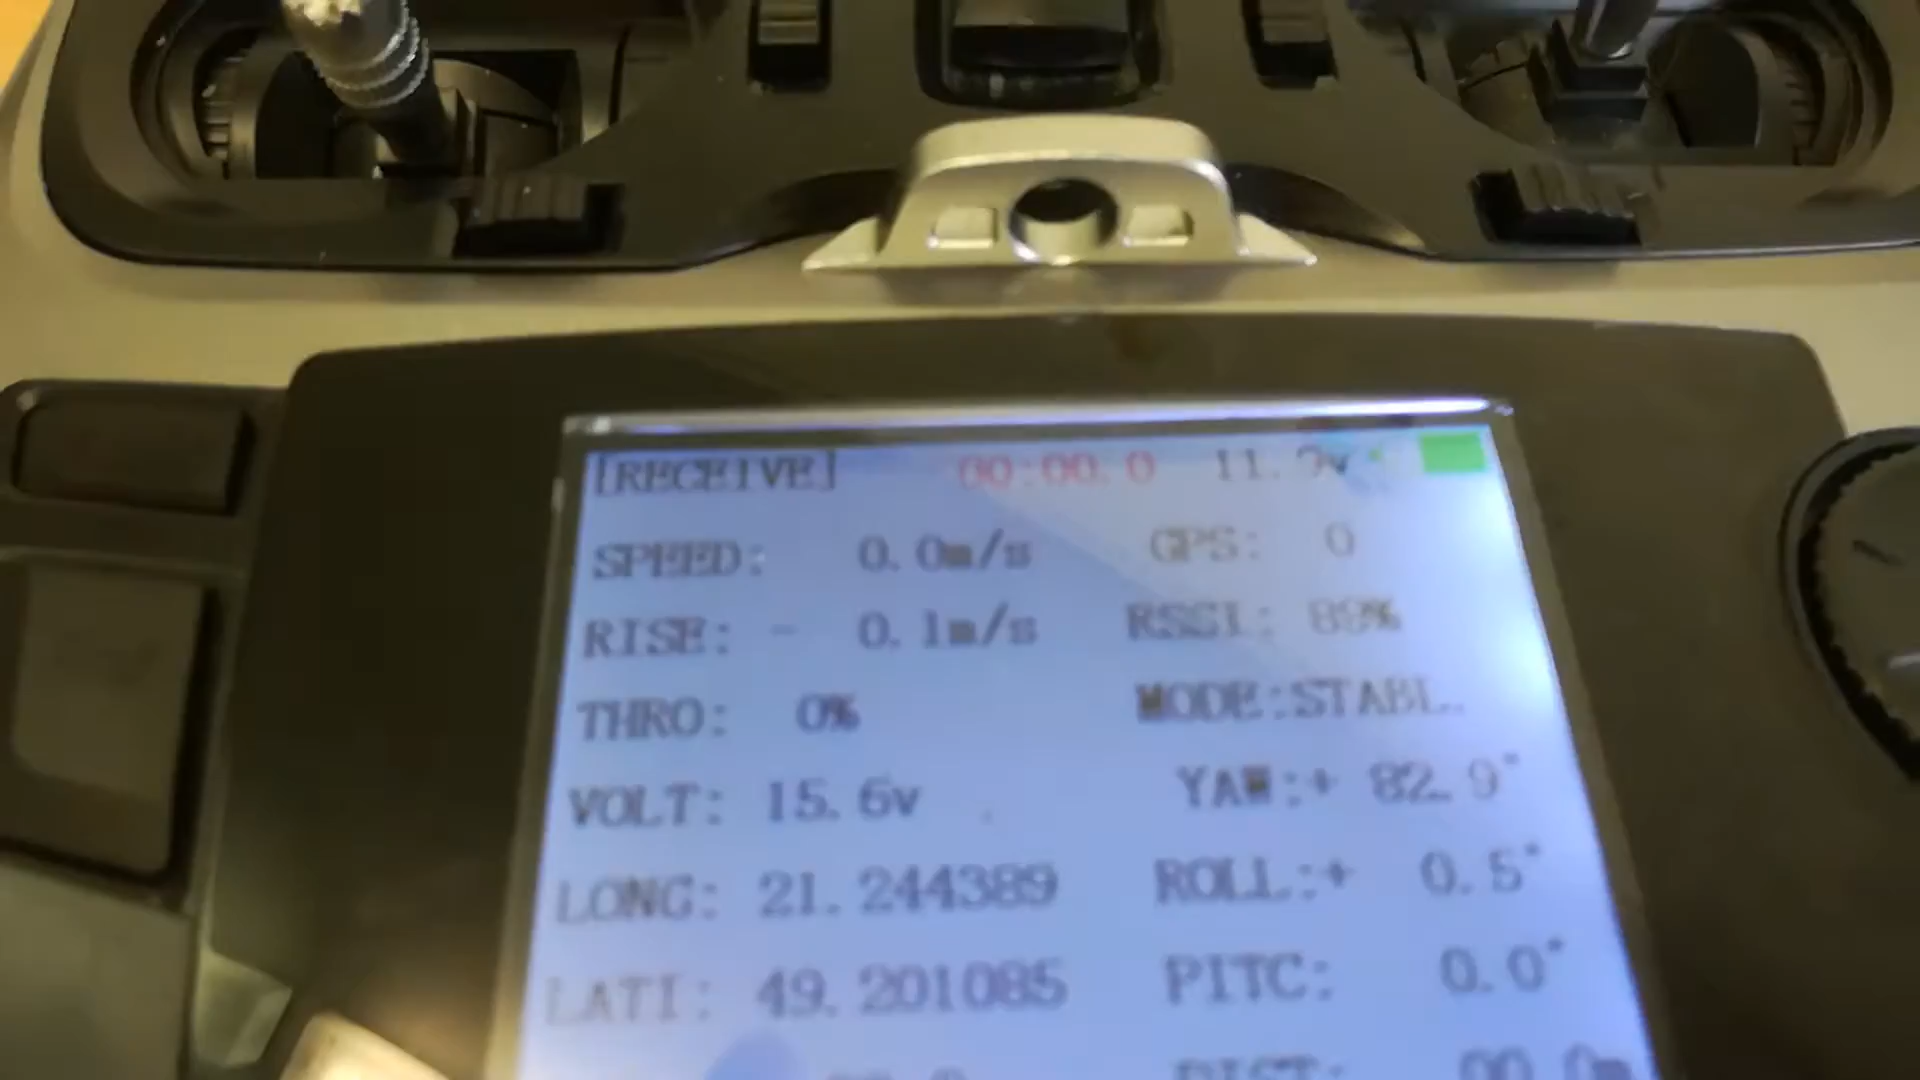 [RECEIVE] 00:00.0 11.9v
SPEED: 0.0m/s GPS: 0
RISE: - 0.1m/s RSSI: 89%
THRO: 0% MODE:STABL.
VOLT: 15.6v YAW:+ 82.9°
LONG: 21.244389 ROLL:+ 0.5°
LATI: 49.201085 PITC: 0.0°
DIST: 00.0m